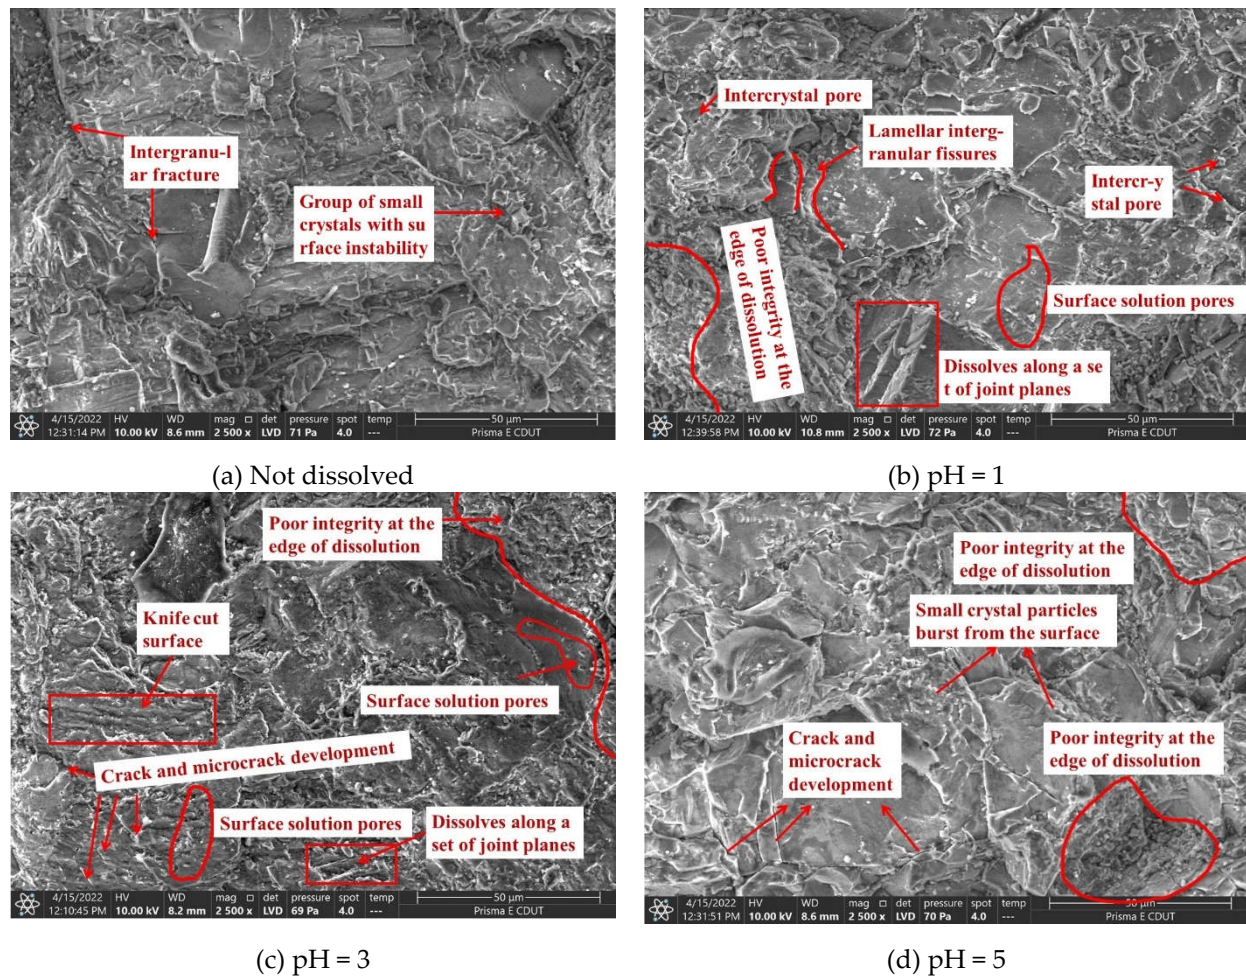 Intergranu-l
ar fracture
Group of small
crystals with su
rface instability
4/15/2022 HV WD mag □ det pressure spot temp 50 µm
12:31:14 PM 10.00 kV 8.6 mm 2 500 x LVD 71 Pa 4.0 --- Prisma E CDUT
(a) Not dissolved
Intercrystal pore
Lamellar interg-
ranular fissures
Intercr-y
stal pore
Poor integrity at the
edge of dissolution
Surface solution pores
Dissolves along a se
t of joint planes
4/15/2022 HV WD mag □ det pressure spot temp 50 µm
12:39:58 PM 10.00 kV 10.8 mm 2 500 x LVD 72 Pa 4.0 --- Prisma E CDUT
(b) pH = 1
Poor integrity at the
edge of dissolution
Knife cut
surface
Surface solution pores
Crack and microcrack development
Surface solution pores
Dissolves along a
set of joint planes
4/15/2022 HV WD mag □ det pressure spot temp 50 µm
12:10:45 PM 10.00 kV 8.2 mm 2 500 x LVD 69 Pa 4.0 --- Prisma E CDUT
(c) pH = 3
Poor integrity at the
edge of dissolution
Small crystal particles
burst from the surface
Crack and
microcrack
development
Poor integrity at the
edge of dissolution
4/15/2022 HV WD mag □ det pressure spot temp 50 µm
12:31:51 PM 10.00 kV 8.6 mm 2 500 x LVD 70 Pa 4.0 --- Prisma E CDUT
(d) pH = 5